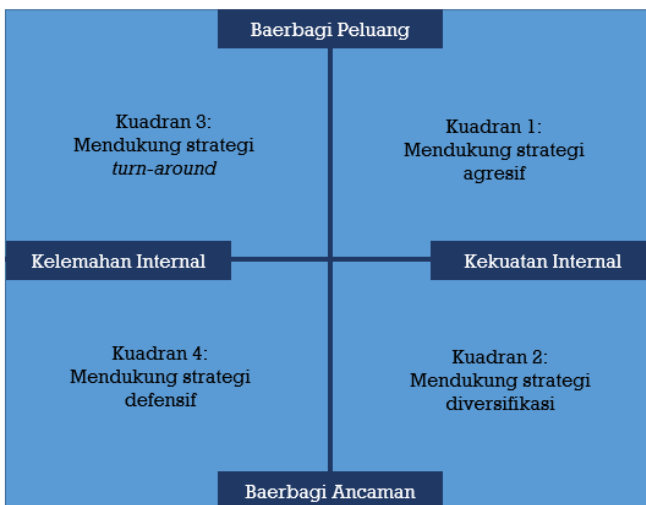 Baerbagi Peluang
Kuadran 3:
Mendukung strategi
turn-around
Kuadran 1:
Mendukung strategi
agresif
Kelemahan Internal
Kekuatan Internal
Kuadran 4:
Mendukung strategi
defensif
Kuadran 2:
Mendukung strategi
diversifikasi
Baerbagi Ancaman